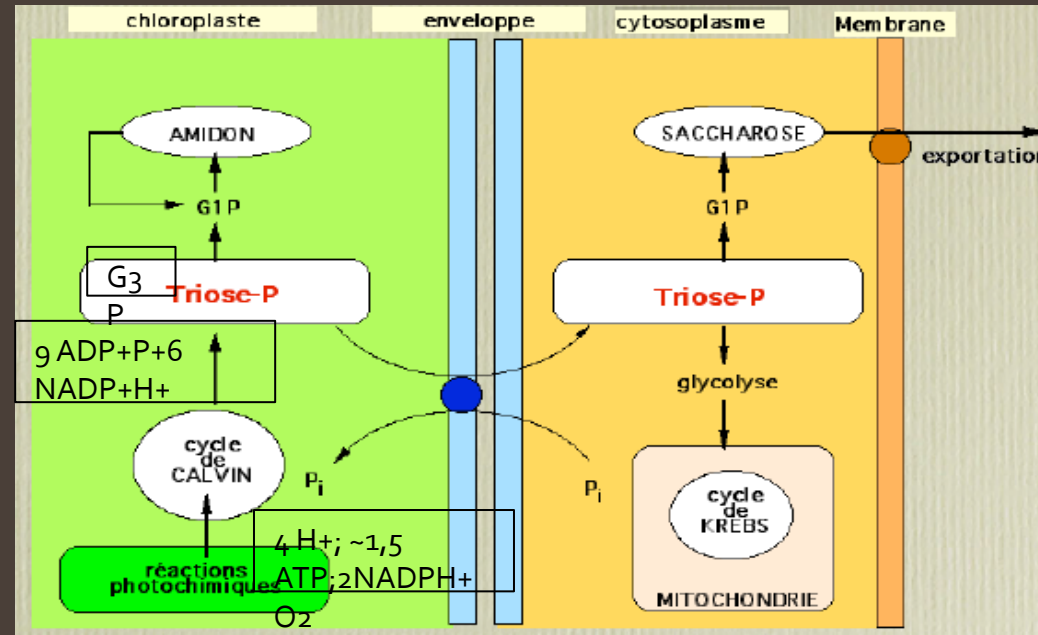 chloroplaste
enveloppe
cytosoplasme
Membrane
AMIDON
G1P
G3
P
Triose-P
9 ADP+P+6
NADP+H+
cycle
de
CALVIN
Pi
4 H+; ~1,5
ATP;2NADPH+
O2
réactions
photochimiques
SACCHAROSE
exportation
G1P
Triose-P
glycolyse
Pi
cycle
de
KREBS
MITOCHONDRIE